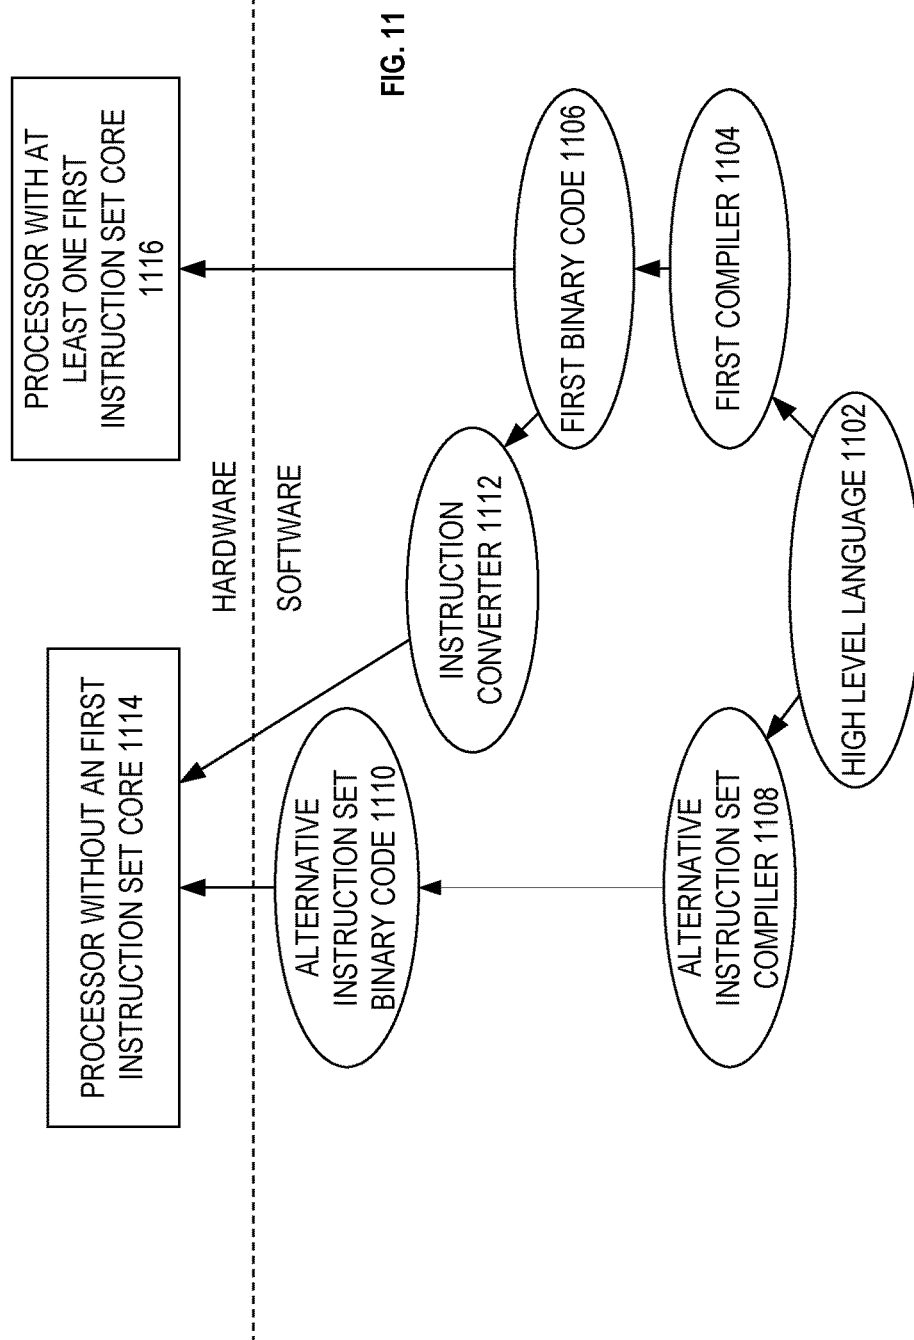 PROCESSOR WITHOUT AN FIRST
INSTRUCTION SET CORE 1114
PROCESSOR WITH AT
LEAST ONE FIRST
INSTRUCTION SET CORE
1116
HARDWARE
SOFTWARE
ALTERNATIVE
INSTRUCTION SET
BINARY CODE 1110
INSTRUCTION
CONVERTER 1112
FIRST BINARY CODE 1106
ALTERNATIVE
INSTRUCTION SET
COMPILER 1108
FIRST COMPILER 1104
HIGH LEVEL LANGUAGE 1102
FIG. 11